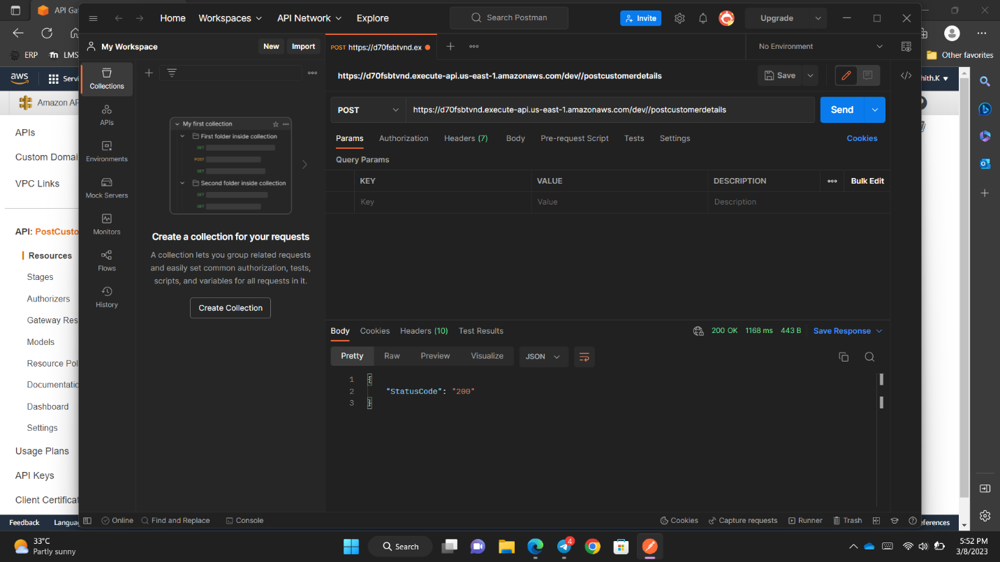 API Ga
Home
Workspaces
API Network
Explore
Search Postman
Invite
Upgrade
ERP
LMS
Other favorites
My Workspace
New
Import
POST https://d70fsbtvnd.ex
No Environment
aws
Servi
hith.K
Amazon AP
APIs
Custom Domai
VPC Links
API: PostCusto
Resources
Stages
Authorizers
Gateway Res
Models
Resource Pol
Documentatio
Dashboard
Settings
Usage Plans
API Keys
Client Certificat
Feedback
Langua
eferences
Collections
APIs
Environments
Mock Servers
Monitors
Flows
History
My first collection
First folder inside collection
GET
POST
GET
Second folder inside collection
GET
GET
Create a collection for your requests
A collection lets you group related requests
and easily set common authorization, tests,
scripts, and variables for all requests in it.
Create Collection
https://d70fsbtvnd.execute-api.us-east-1.amazonaws.com/dev//postcustomerdetails
Save
POST
https://d70fsbtvnd.execute-api.us-east-1.amazonaws.com/dev//postcustomerdetails
Send
Params
Authorization
Headers (7)
Body
Pre-request Script
Tests
Settings
Cookies
Query Params
KEY
VALUE
DESCRIPTION
Bulk Edit
Key
Value
Description
Body
Cookies
Headers (10)
Test Results
200 OK
1168 ms
443 B
Save Response
Pretty
Raw
Preview
Visualize
JSON
1 {
2 "StatusCode": "200"
3 }
Online
Find and Replace
Console
Cookies
Capture requests
Runner
Trash
33°C
Partly sunny
Search
4
5:52 PM
3/8/2023